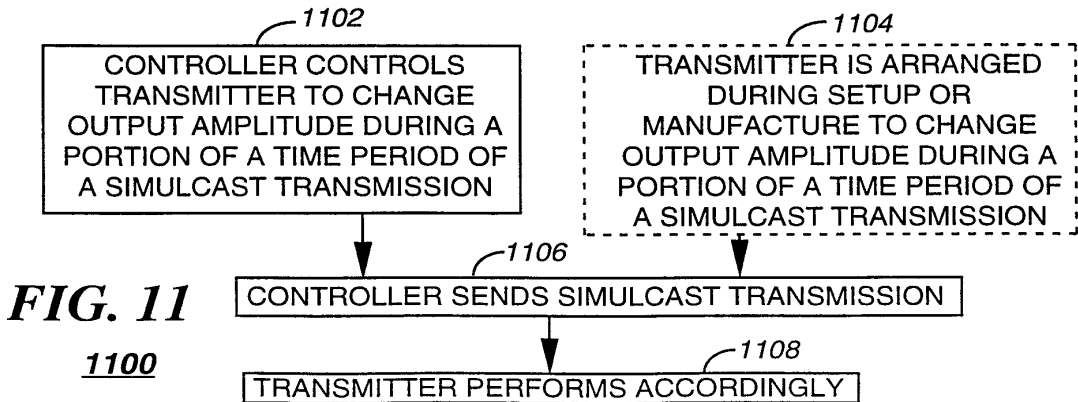 1102
CONTROLLER CONTROLS
TRANSMITTER TO CHANGE
OUTPUT AMPLITUDE DURING A
PORTION OF A TIME PERIOD OF
A SIMULCAST TRANSMISSION
1104
TRANSMITTER IS ARRANGED
DURING SETUP OR
MANUFACTURE TO CHANGE
OUTPUT AMPLITUDE DURING A
PORTION OF A TIME PERIOD OF
A SIMULCAST TRANSMISSION
1106
CONTROLLER SENDS SIMULCAST TRANSMISSION
FIG. 11
1100
1108
TRANSMITTER PERFORMS ACCORDINGLY